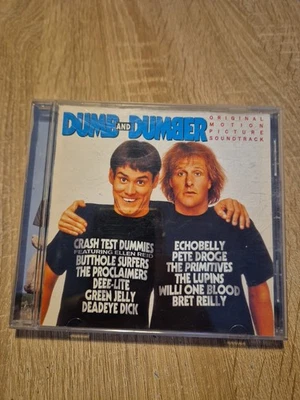 DUMB AND DUMBER
ORIGINAL
MOTION
PICTURE
SOUNDTRACK
CRASH TEST DUMMIES
FEATURING ELLEN REID
BUTTHOLE SURFERS
THE PROCLAIMERS
DEEE-LITE
GREEN JELLY
DEADEYE DICK
ECHOBELLY
PETE DROGE
THE PRIMITIVES
THE LUPINS
WILLI ONE BLOOD
BRET REILLY